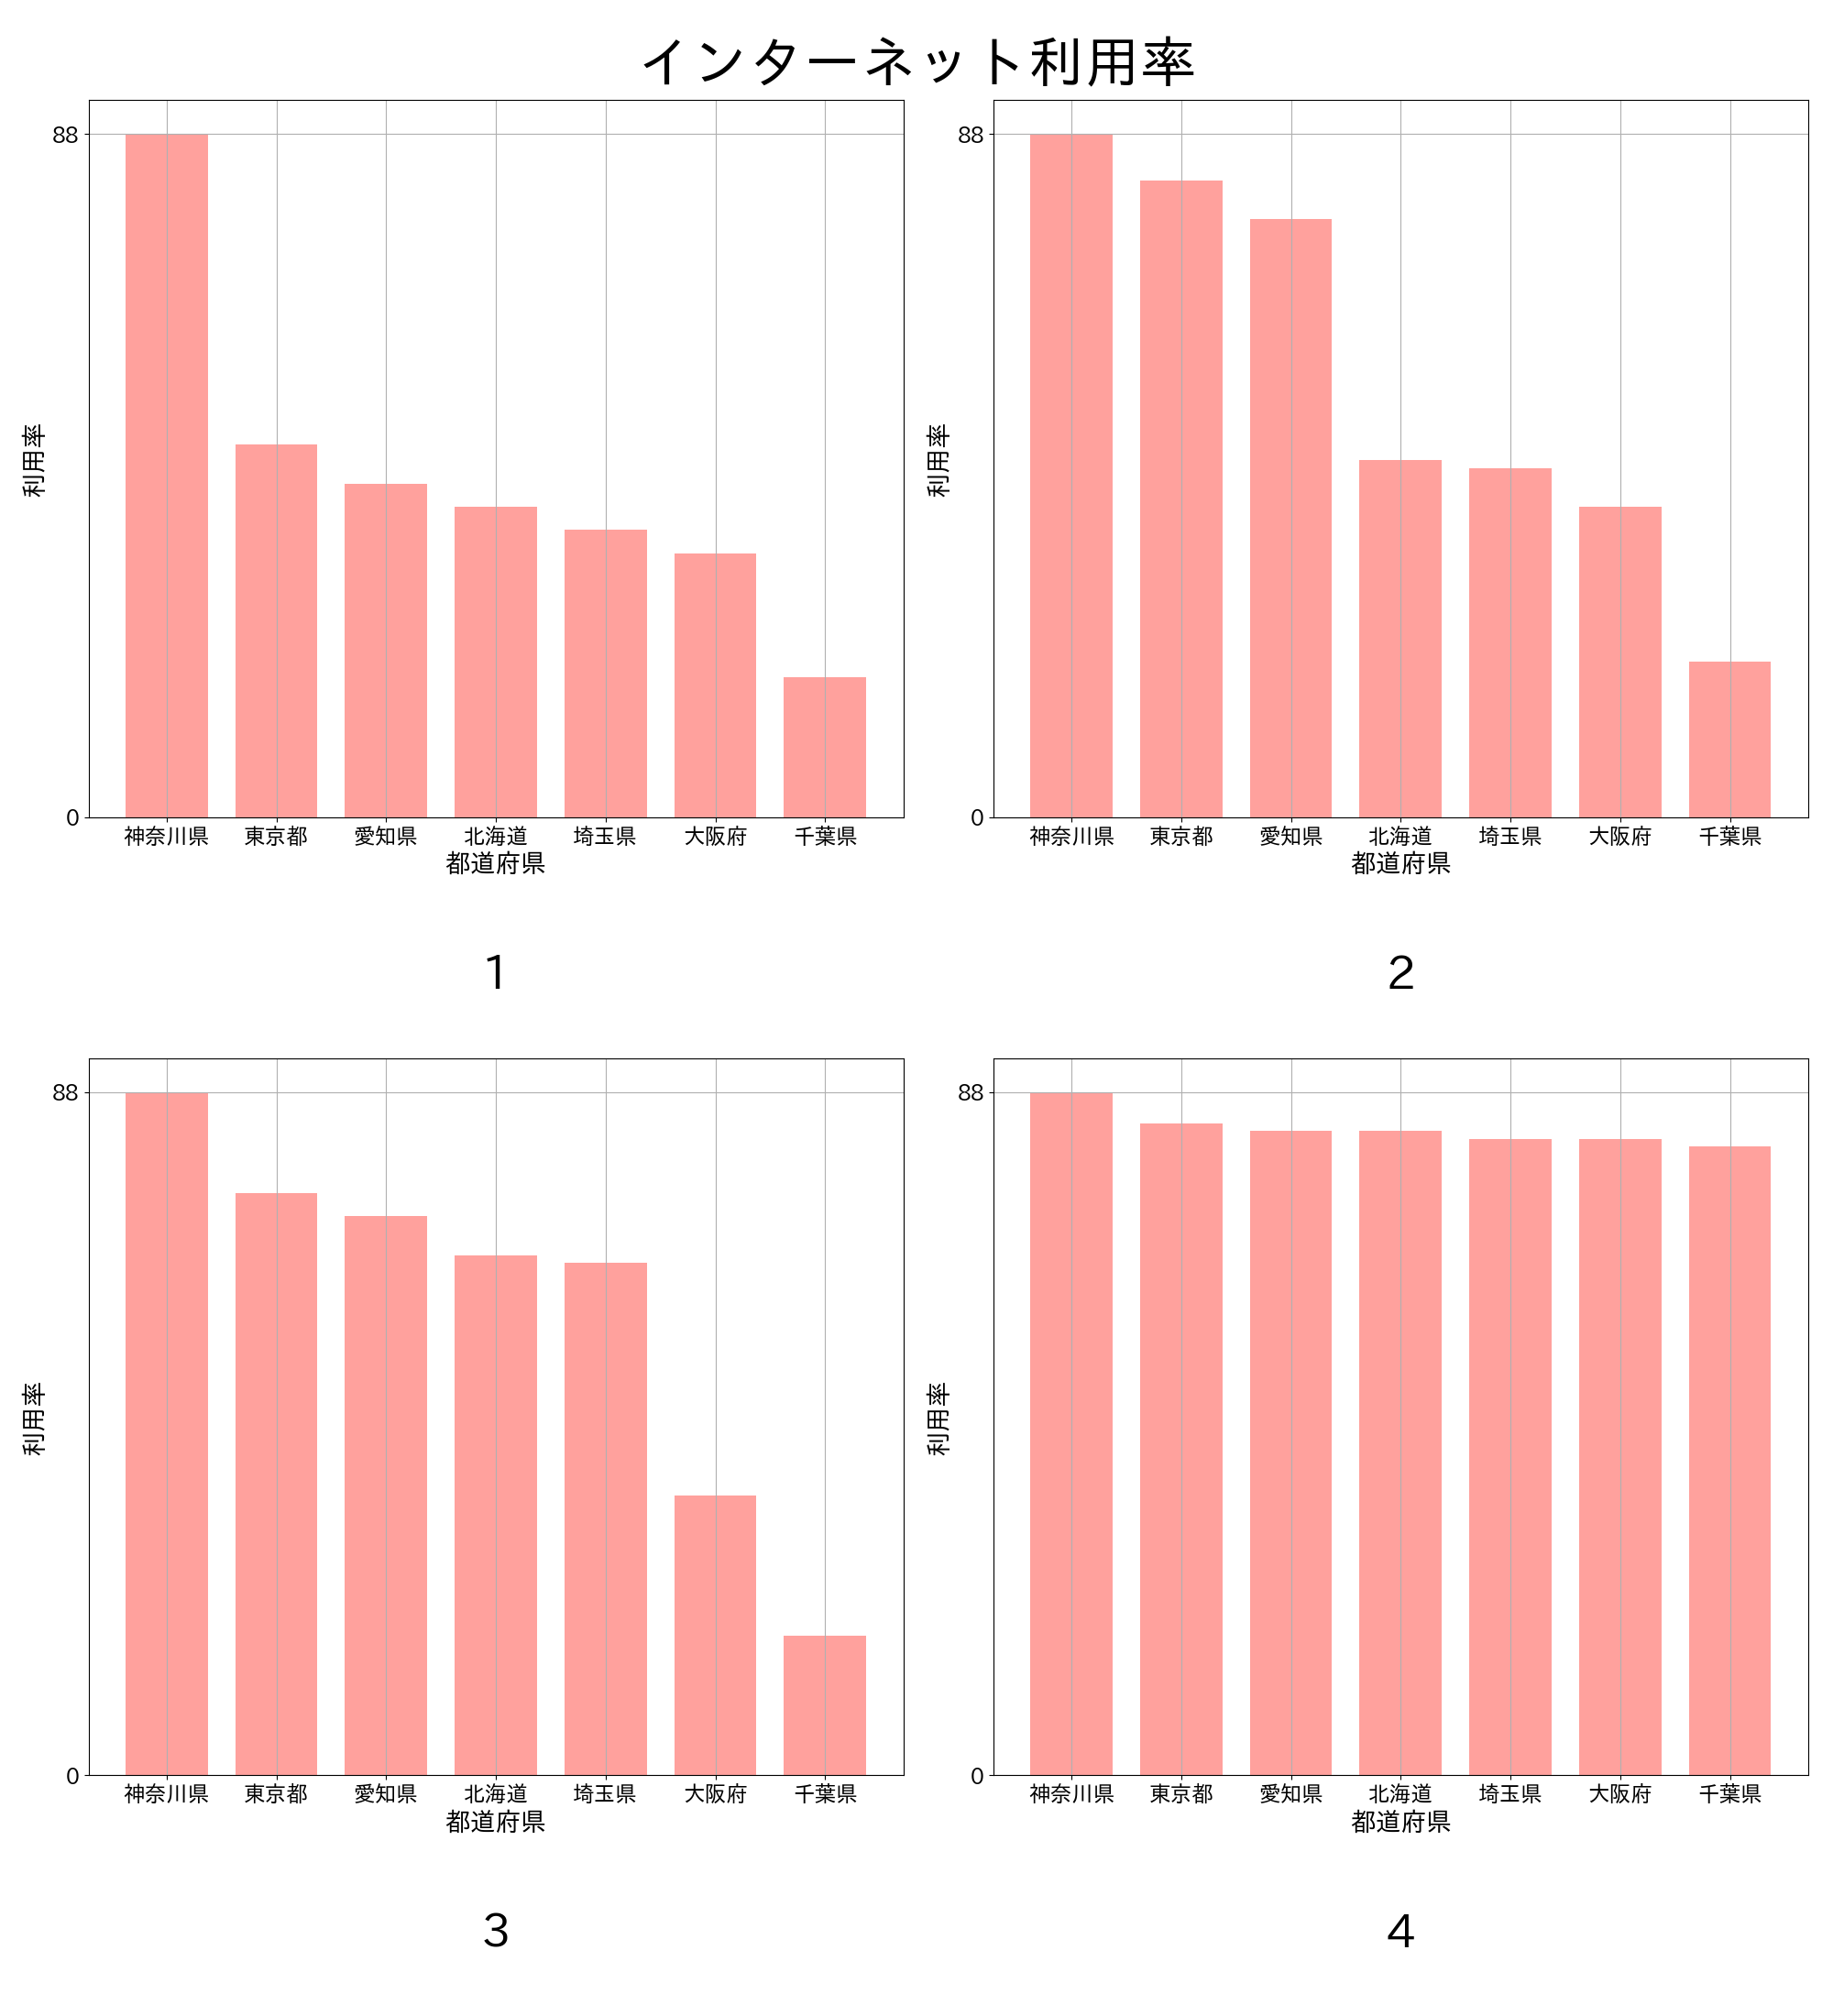 インターネット利用率
88
0
利用率
神奈川県 東京都 愛知県 北海道 埼玉県 大阪府 千葉県
都道府県
1
88
0
利用率
神奈川県 東京都 愛知県 北海道 埼玉県 大阪府 千葉県
都道府県
2
88
0
利用率
神奈川県 東京都 愛知県 北海道 埼玉県 大阪府 千葉県
都道府県
3
88
0
利用率
神奈川県 東京都 愛知県 北海道 埼玉県 大阪府 千葉県
都道府県
4